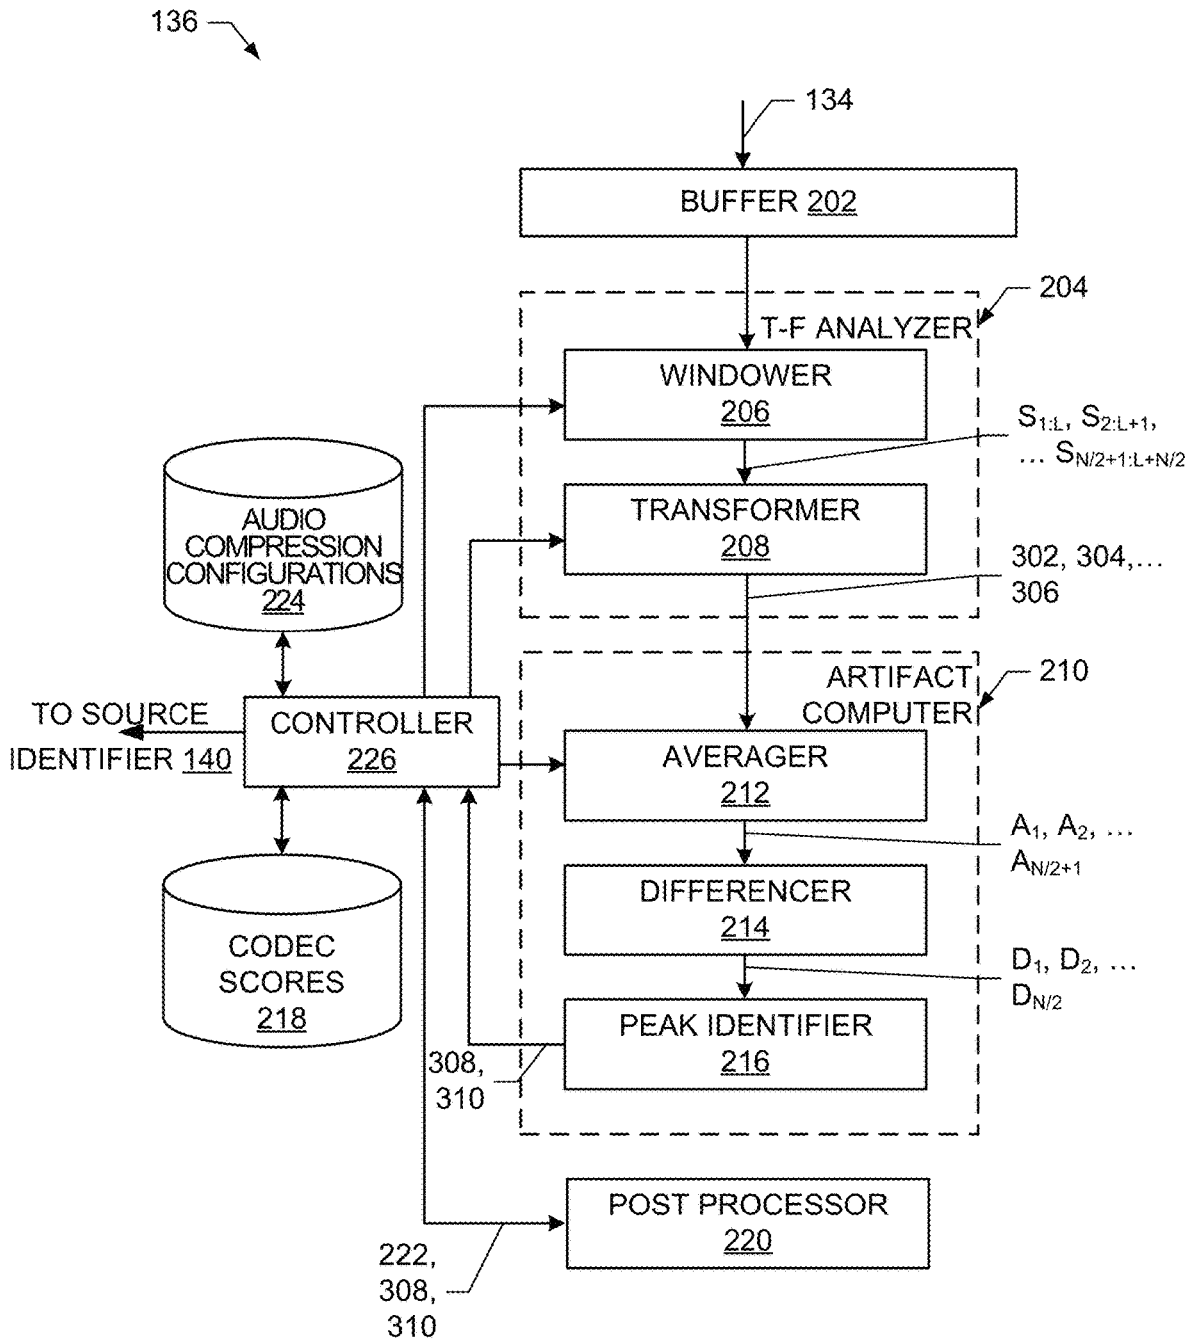 136
134
BUFFER 202
204
T-F ANALYZER
WINDOWER
206
S1:L, S2:L+1,
... SN/2+1:L+N/2
TRANSFORMER
208
302, 304,...
306
AUDIO
COMPRESSION
CONFIGURATIONS
224
210
ARTIFACT
COMPUTER
TO SOURCE
IDENTIFIER 140
CONTROLLER
226
AVERAGER
212
A1, A2, ...
AN/2+1
DIFFERENCER
214
D1, D2, ...
DN/2
CODEC
SCORES
218
PEAK IDENTIFIER
216
308,
310
POST PROCESSOR
220
222,
308,
310